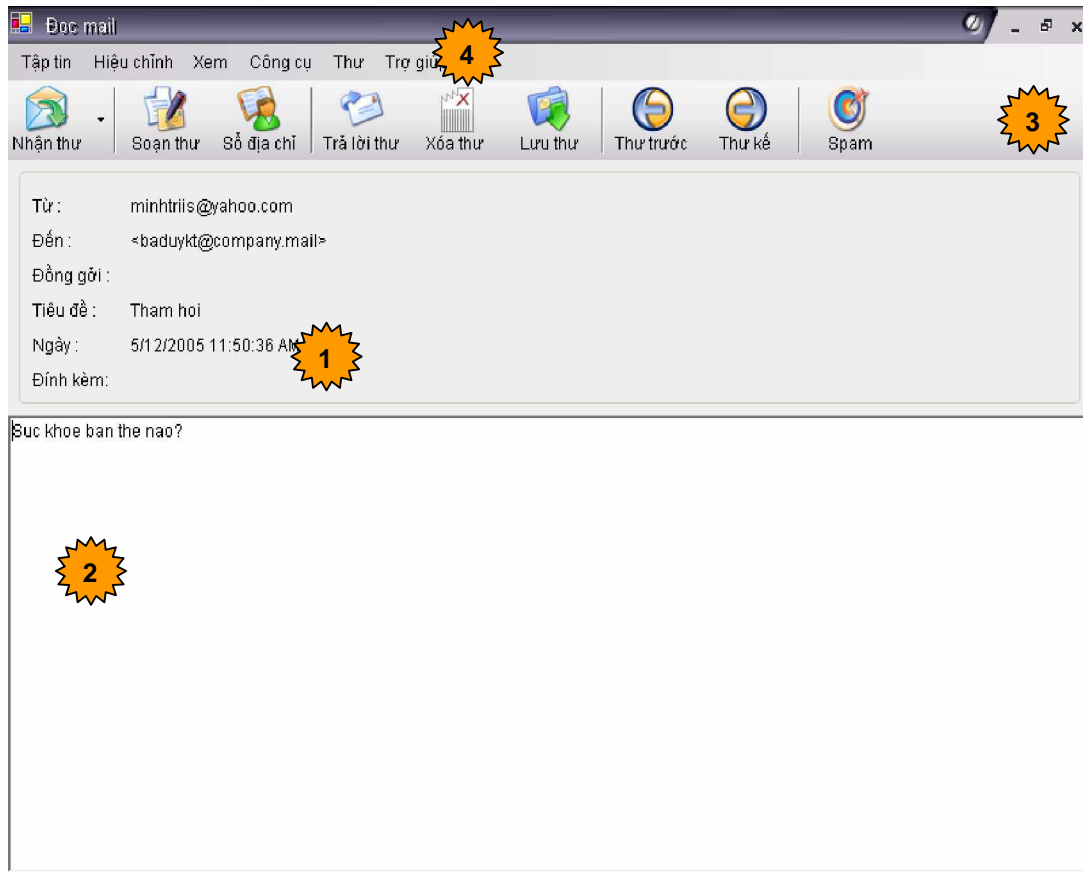 Đọc mail
Tập tin Hiệu chỉnh Xem Công cụ Thư Trợ
4
3
Nhận thư Soạn thư Sổ địa chỉ Trả lời thư Xóa thư Lưu thư Thư trước Thư kế Spam
Từ : minhtriis@yahoo.com
Đến : <baduykt@company.mail>
Đồng gởi :
Tiêu đề : Tham hoi
Ngày : 5/12/2005 11:50:36 AM
1
Đính kèm:
Suc khoe ban the nao?
2